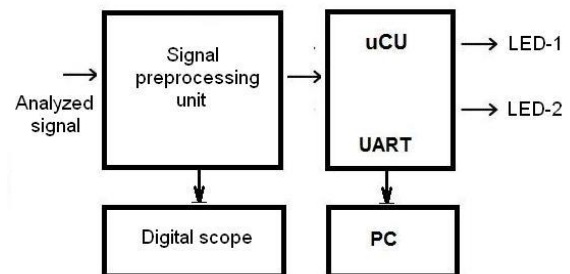 Signal
preprocessing
unit
Analyzed
signal
uCU
UART
LED-1
LED-2
Digital scope
PC